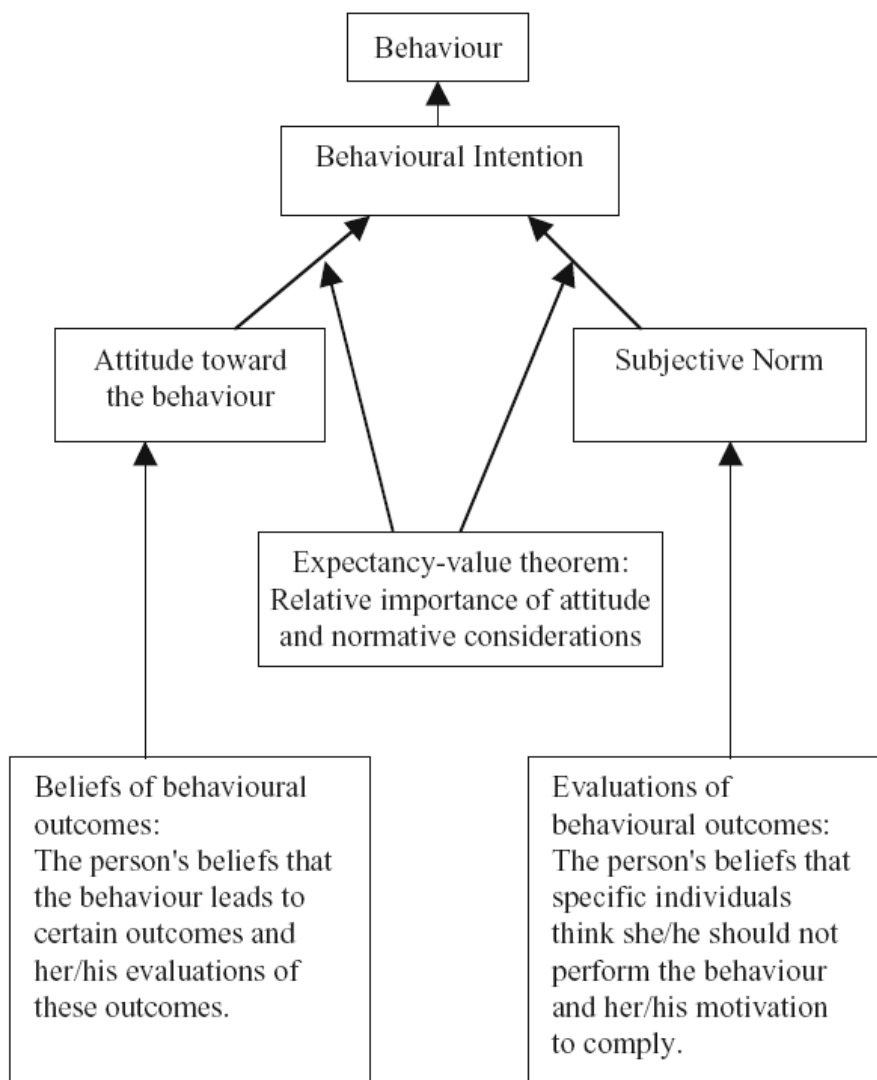 Behaviour
Behavioural Intention
Attitude toward
the behaviour
Subjective Norm
Expectancy-value theorem:
Relative importance of attitude
and normative considerations
Beliefs of behavioural
outcomes:
The person's beliefs that
the behaviour leads to
certain outcomes and
her/his evaluations of
these outcomes.
Evaluations of
behavioural outcomes:
The person's beliefs that
specific individuals
think she/he should not
perform the behaviour
and her/his motivation
to comply.